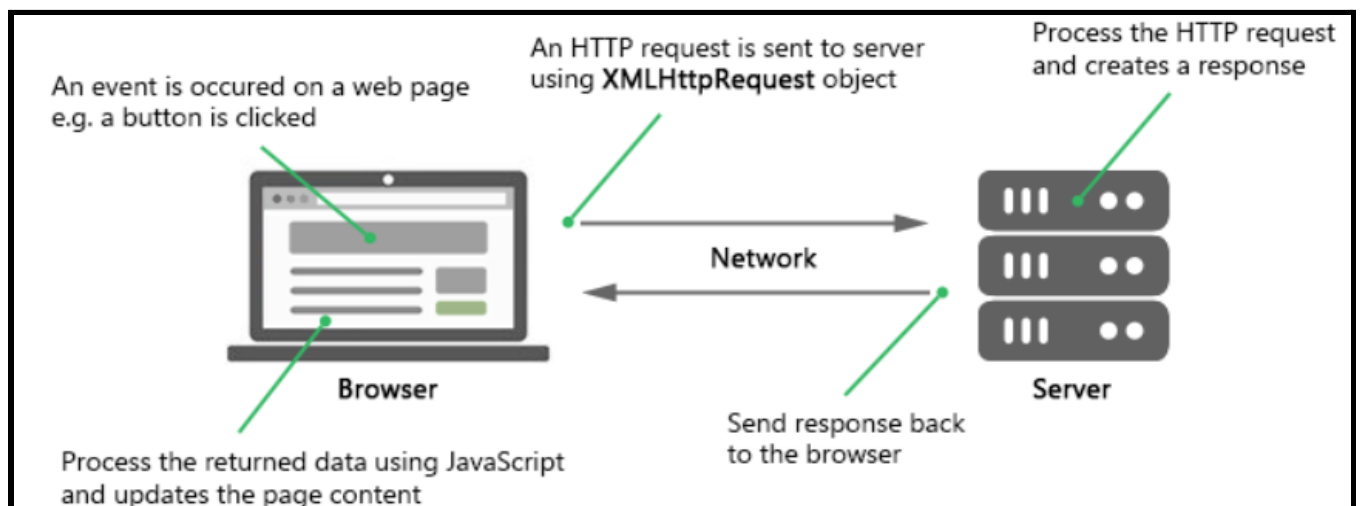 An event is occured on a web page
e.g. a button is clicked
An HTTP request is sent to server
using XMLHttpRequest object
Process the HTTP request
and creates a response
Network
Browser
Server
Send response back
to the browser
Process the returned data using JavaScript
and updates the page content